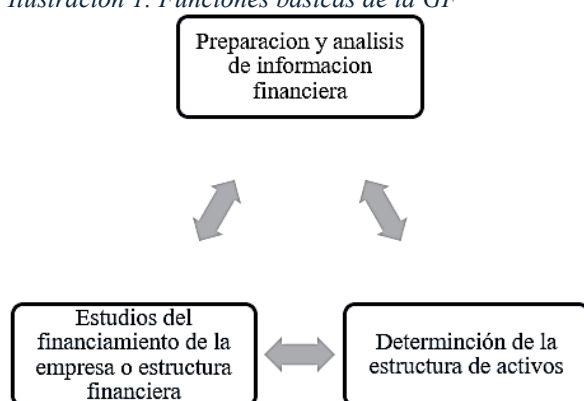 Ilustración 1. Funciones básicas de la GF
Preparacion y analisis
de informacion
financiera
Estudios del
financiamiento de la
empresa o estructura
financiera
Determinción de la
estructura de activos